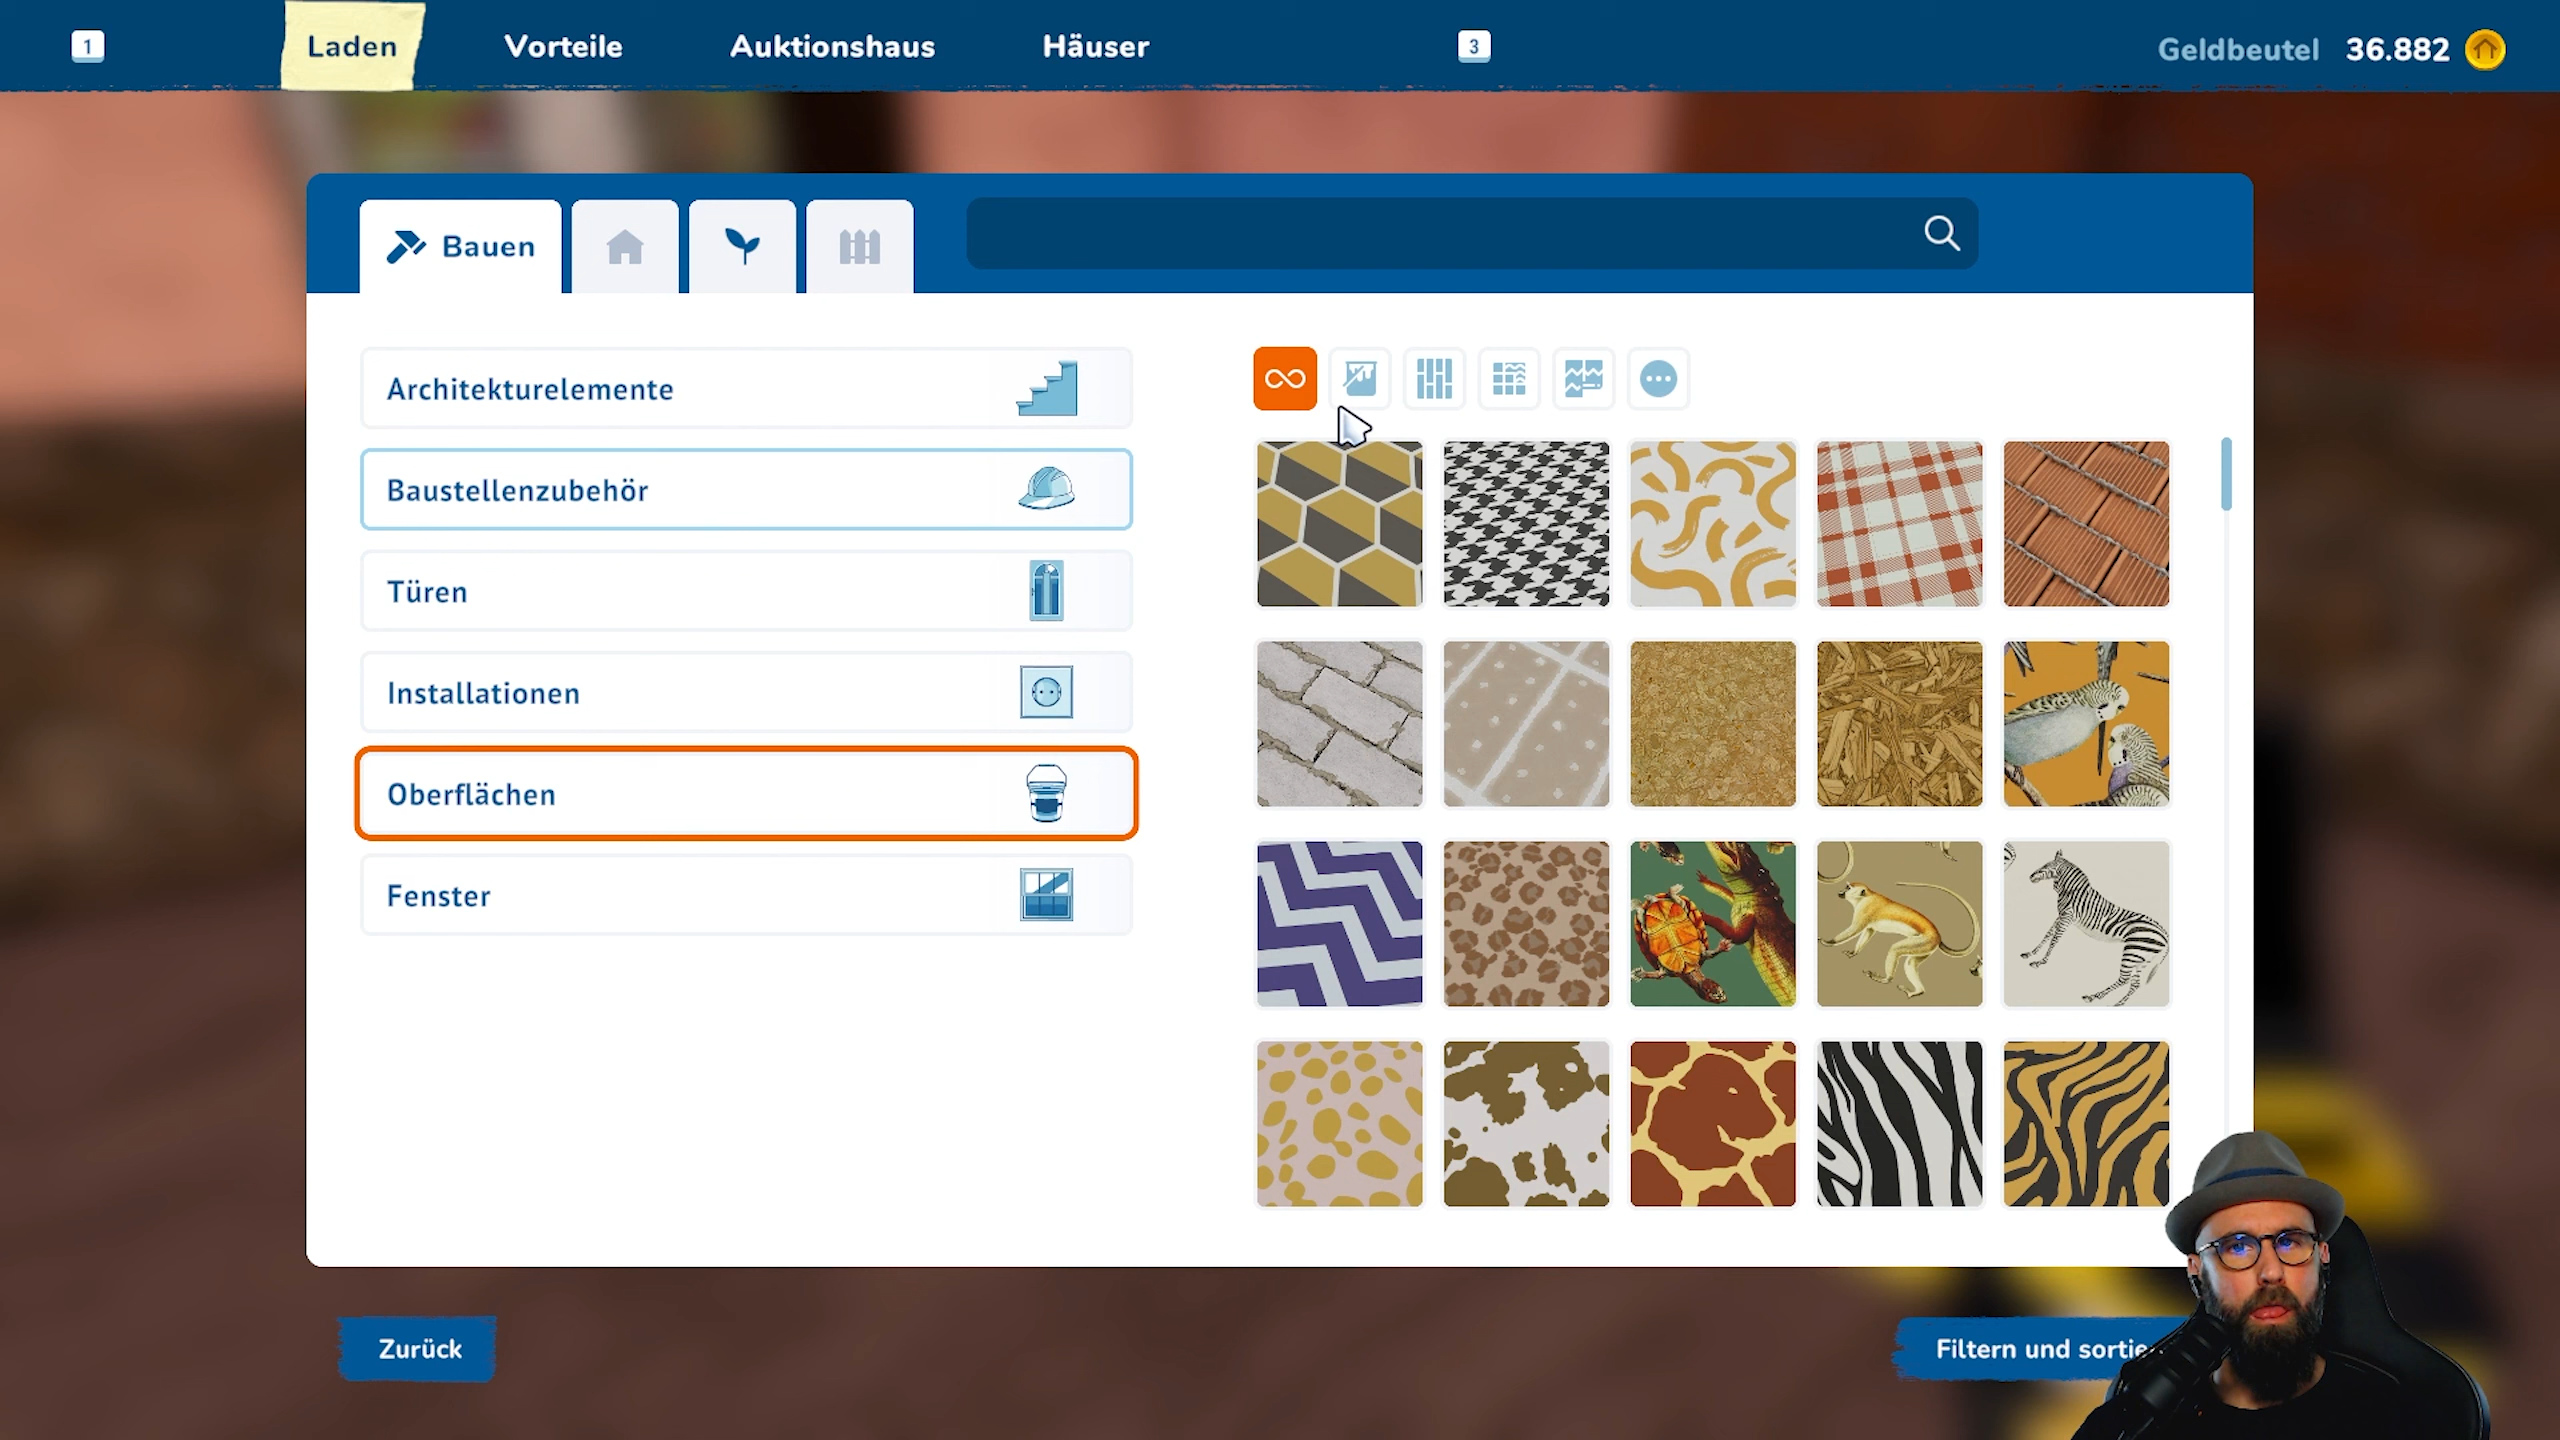 1
Laden
Vorteile
Auktionshaus
Häuser
3
Geldbeutel 36.882
Bauen
Architekturelemente
Baustellenzubehör
Türen
Installationen
Oberflächen
Fenster
Zurück
Filtern und